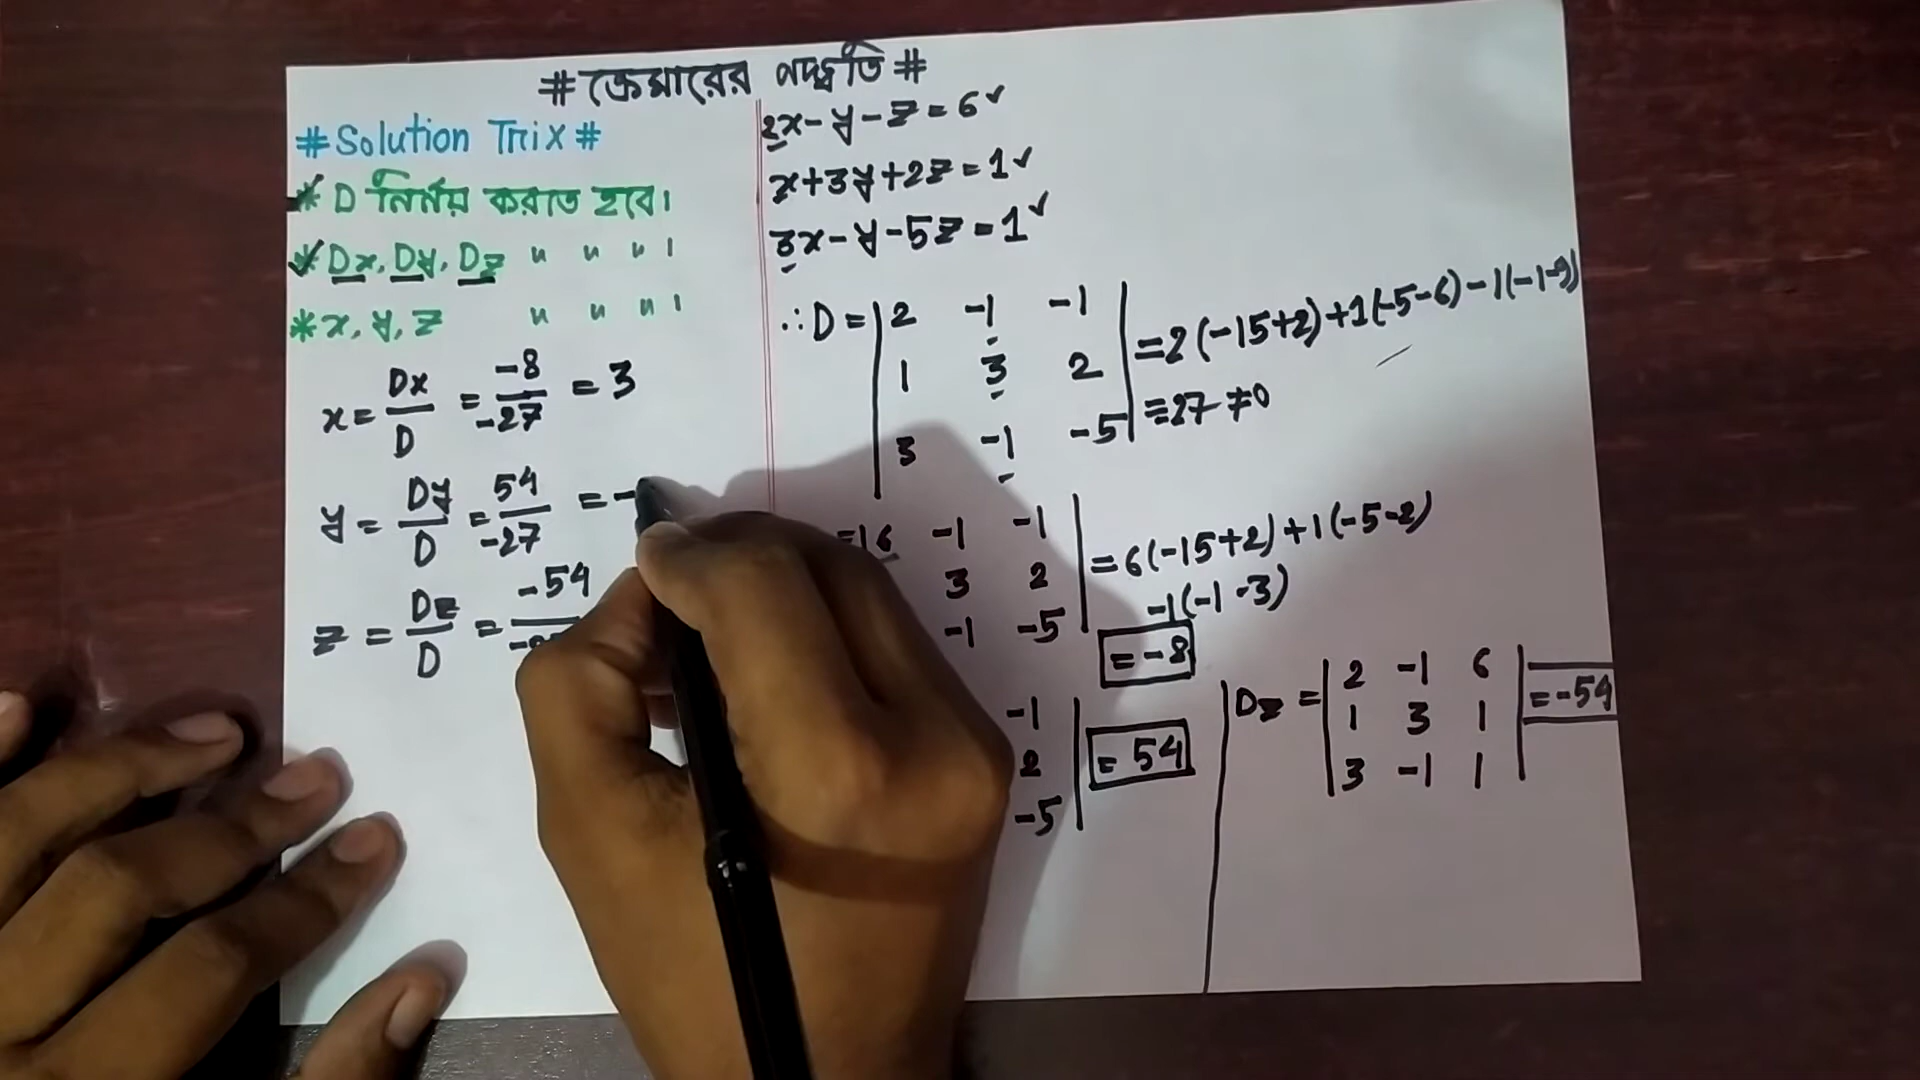 #ক্রেমারের পদ্ধতি#
#Solution Trix#
* D নির্নয় করতে হবে।
* Dx, Dy, Dz " " " ।
* x, y, z " " " ।
x = Dx/D = -8/-27 = 3
y = Dy/D = 54/-27 = -
z = Dz/D = -54/
2x-y-z=6✓
x+3y+2z=1✓
3x-y-5z=1✓
∴D = | 2 -1 -1 | =2(-15+2)+1(-5-6)-1(-1-9)
| 1 3 2 | =27≠0
| 3 -1 -5 |
=|6 -1 -1 | =6(-15+2)+1(-5-2)
3 2 | -1(-1-3)
-1 -5 | =-8
-1 |
2 | = 54
-5 |
Dz = | 2 -1 6 | =-54
| 1 3 1 |
| 3 -1 1 |